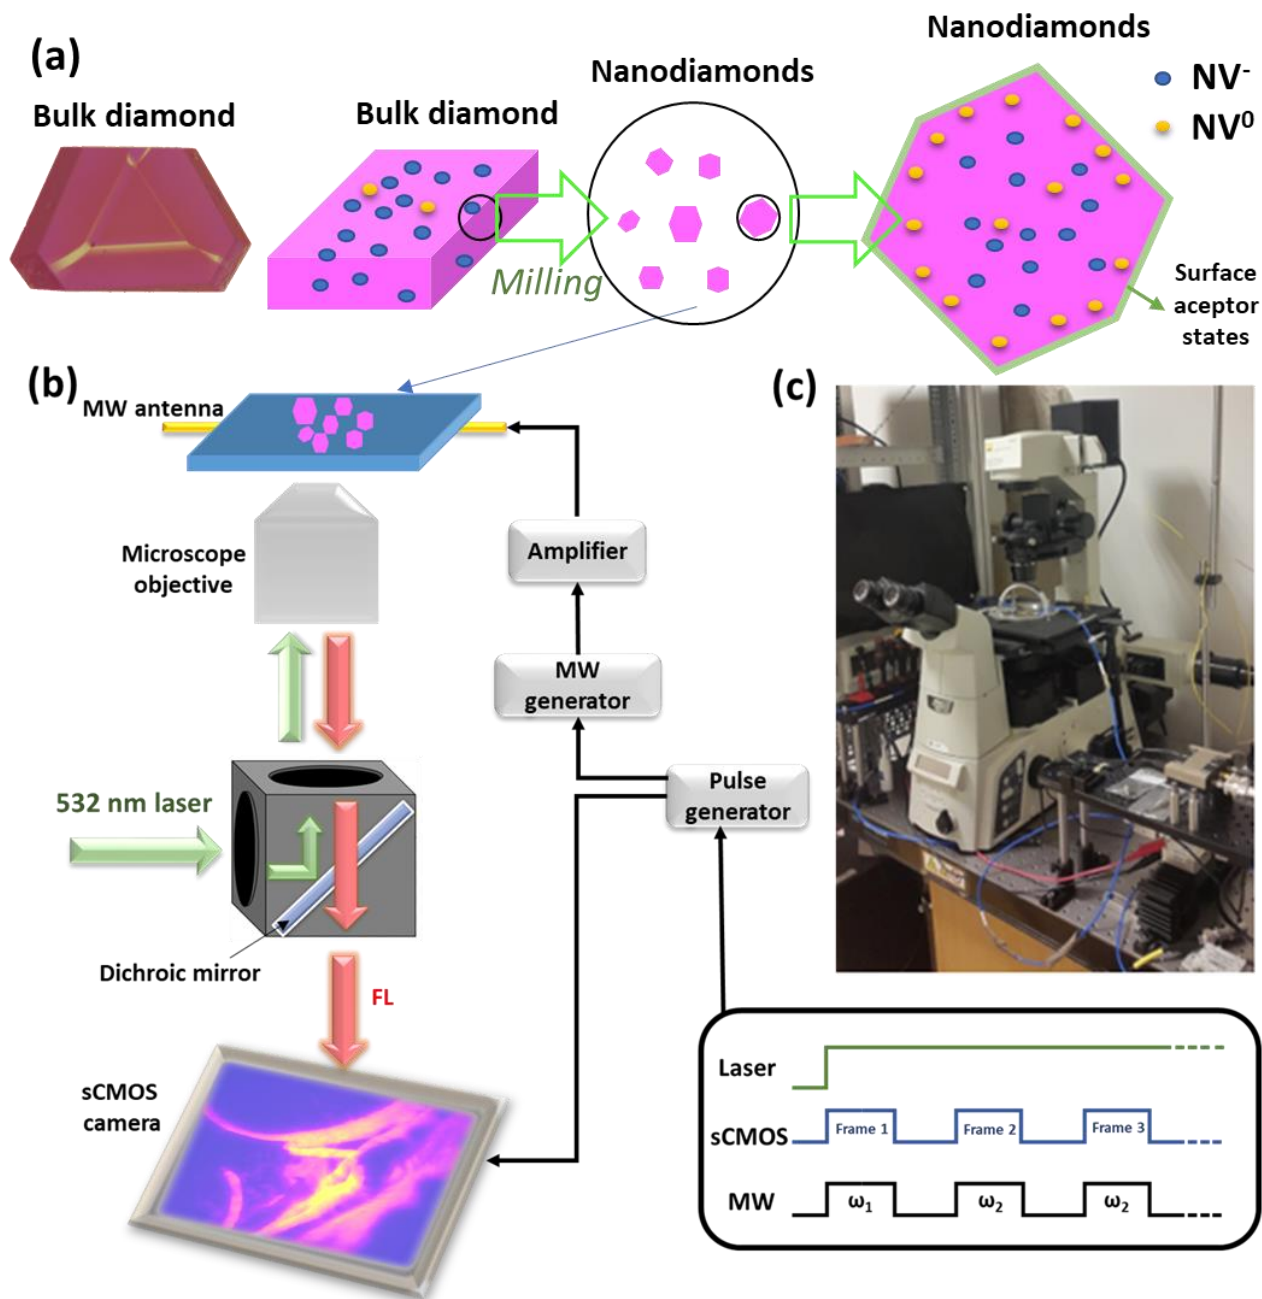 (a)
Bulk diamond
Bulk diamond
Nanodiamonds
Nanodiamonds
NV⁻
NV⁰
Milling
Surface
aceptor
states
(b)
MW antenna
Microscope
objective
Amplifier
MW
generator
Pulse
generator
532 nm laser
Dichroic mirror
FL
sCMOS
camera
(c)
Laser
sCMOS
Frame 1
Frame 2
Frame 3
MW
ω₁
ω₂
ω₂